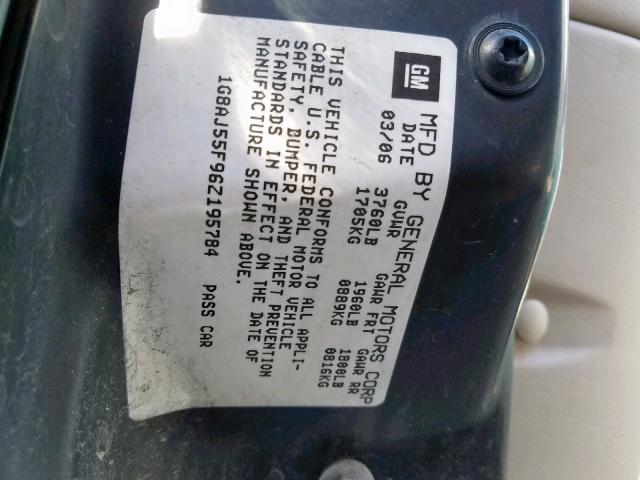 GM MFD BY GENERAL MOTORS CORP
DATE GVWR GAWR FRT GAWR RR
03/06 3760LB 1960LB 1800LB
1705KG 0889KG 0816KG
THIS VEHICLE CONFORMS TO ALL APPLI-
CABLE U.S. FEDERAL MOTOR VEHICLE
SAFETY, BUMPER, AND THEFT PREVENTION
STANDARDS IN EFFECT ON THE DATE OF
MANUFACTURE SHOWN ABOVE.
1G8AJ55F96Z195784 PASS CAR